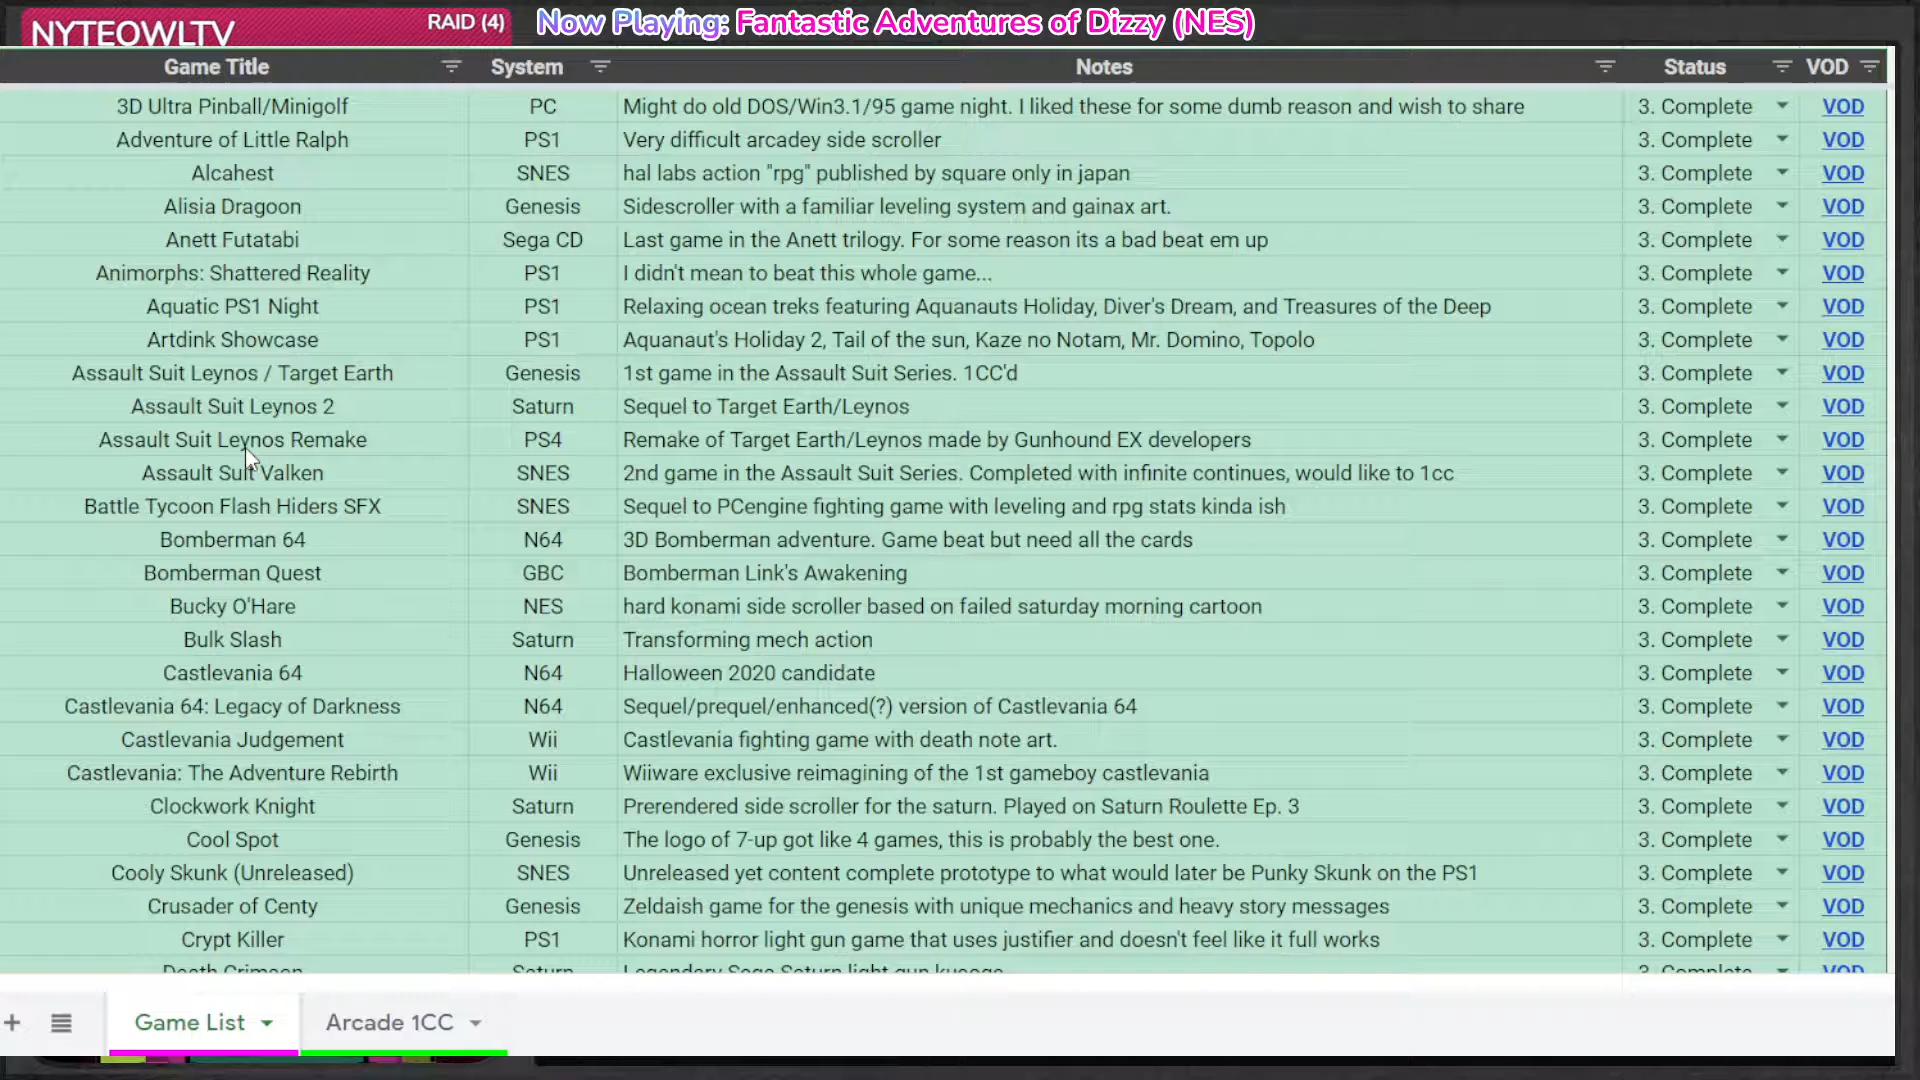 NYTEOWLTV RAID (4) Now Playing: Fantastic Adventures of Dizzy (NES)
Game Title System Notes Status VOD
3D Ultra Pinball/Minigolf PC Might do old DOS/Win3.1/95 game night. I liked these for some dumb reason and wish to share 3. Complete VOD
Adventure of Little Ralph PS1 Very difficult arcadey side scroller 3. Complete VOD
Alcahest SNES hal labs action "rpg" published by square only in japan 3. Complete VOD
Alisia Dragoon Genesis Sidescroller with a familiar leveling system and gainax art. 3. Complete VOD
Anett Futatabi Sega CD Last game in the Anett trilogy. For some reason its a bad beat em up 3. Complete VOD
Animorphs: Shattered Reality PS1 I didn't mean to beat this whole game... 3. Complete VOD
Aquatic PS1 Night PS1 Relaxing ocean treks featuring Aquanauts Holiday, Diver's Dream, and Treasures of the Deep 3. Complete VOD
Artdink Showcase PS1 Aquanaut's Holiday 2, Tail of the sun, Kaze no Notam, Mr. Domino, Topolo 3. Complete VOD
Assault Suit Leynos / Target Earth Genesis 1st game in the Assault Suit Series. 1CC'd 3. Complete VOD
Assault Suit Leynos 2 Saturn Sequel to Target Earth/Leynos 3. Complete VOD
Assault Suit Leynos Remake PS4 Remake of Target Earth/Leynos made by Gunhound EX developers 3. Complete VOD
Assault Suit Valken SNES 2nd game in the Assault Suit Series. Completed with infinite continues, would like to 1cc 3. Complete VOD
Battle Tycoon Flash Hiders SFX SNES Sequel to PCengine fighting game with leveling and rpg stats kinda ish 3. Complete VOD
Bomberman 64 N64 3D Bomberman adventure. Game beat but need all the cards 3. Complete VOD
Bomberman Quest GBC Bomberman Link's Awakening 3. Complete VOD
Bucky O'Hare NES hard konami side scroller based on failed saturday morning cartoon 3. Complete VOD
Bulk Slash Saturn Transforming mech action 3. Complete VOD
Castlevania 64 N64 Halloween 2020 candidate 3. Complete VOD
Castlevania 64: Legacy of Darkness N64 Sequel/prequel/enhanced(?) version of Castlevania 64 3. Complete VOD
Castlevania Judgement Wii Castlevania fighting game with death note art. 3. Complete VOD
Castlevania: The Adventure Rebirth Wii Wiiware exclusive reimagining of the 1st gameboy castlevania 3. Complete VOD
Clockwork Knight Saturn Prerendered side scroller for the saturn. Played on Saturn Roulette Ep. 3 3. Complete VOD
Cool Spot Genesis The logo of 7-up got like 4 games, this is probably the best one. 3. Complete VOD
Cooly Skunk (Unreleased) SNES Unreleased yet content complete prototype to what would later be Punky Skunk on the PS1 3. Complete VOD
Crusader of Centy Genesis Zeldaish game for the genesis with unique mechanics and heavy story messages 3. Complete VOD
Crypt Killer PS1 Konami horror light gun game that uses justifier and doesn't feel like it full works 3. Complete VOD
Death Crimson Saturn Legendary Sega Saturn light gun kusoge 3. Complete VOD
Game List Arcade 1CC